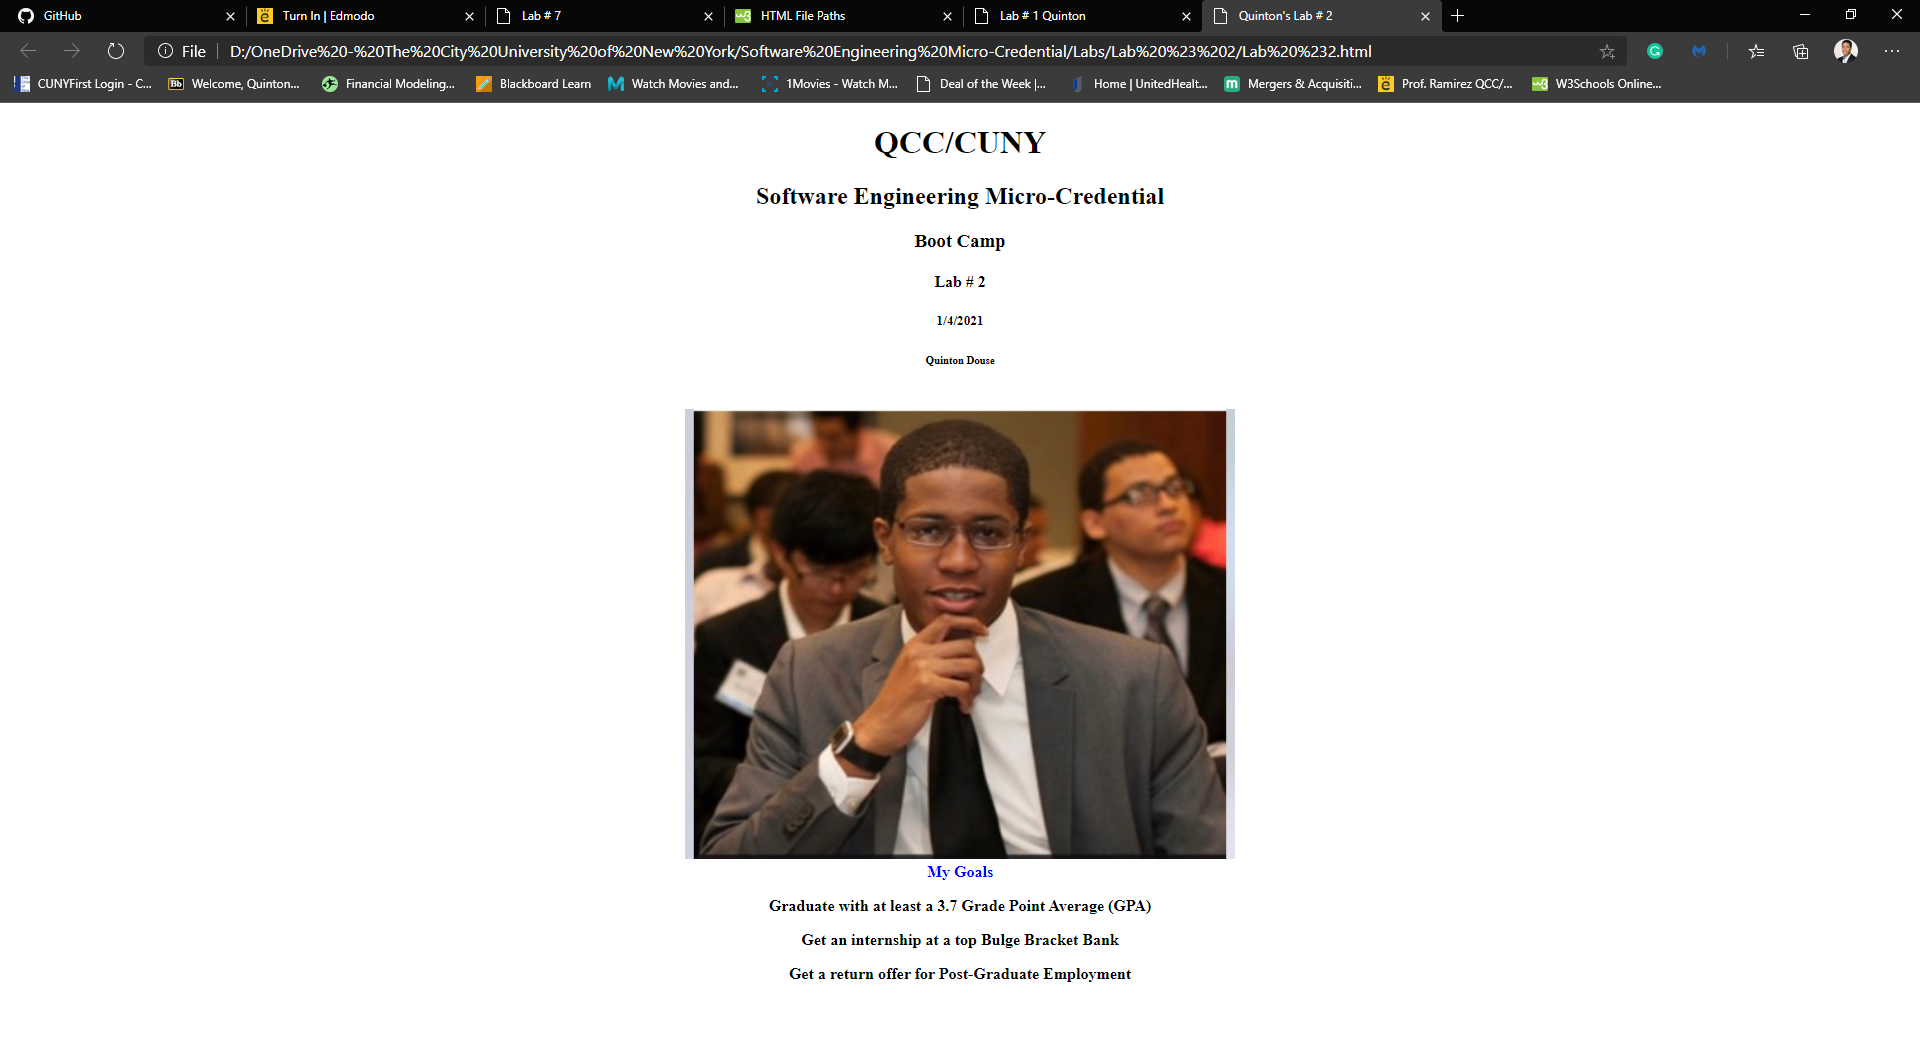 GitHub
Turn In | Edmodo
Lab # 7
HTML File Paths
Lab # 1 Quinton
Quinton's Lab # 2
File
D:/OneDrive%20-%20The%20City%20University%20of%20New%20York/Software%20Engineering%20Micro-Credential/Labs/Lab%20%23%202/Lab%20%232.html
CUNYFirst Login - C...
Bb Welcome, Quinton...
Financial Modeling...
Blackboard Learn
Watch Movies and...
1Movies - Watch M...
Deal of the Week |...
Home | UnitedHealt...
Mergers & Acquisiti...
Prof. Ramirez QCC/...
W3Schools Online...
QCC/CUNY
Software Engineering Micro-Credential
Boot Camp
Lab # 2
1/4/2021
Quinton Douse
My Goals
Graduate with at least a 3.7 Grade Point Average (GPA)
Get an internship at a top Bulge Bracket Bank
Get a return offer for Post-Graduate Employment